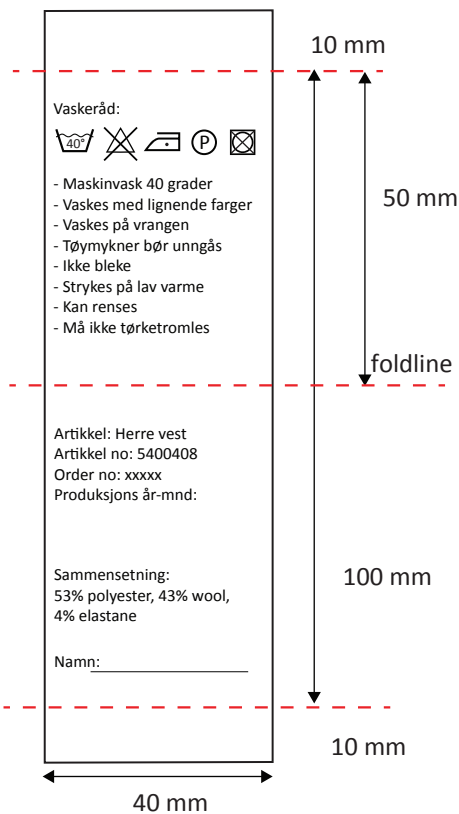 10 mm
Vaskeråd:
40°
P
- Maskinvask 40 grader
- Vaskes med lignende farger
- Vaskes på vrangen
- Tøymykner bør unngås
- Ikke bleke
- Strykes på lav varme
- Kan renses
- Må ikke tørketromles
50 mm
foldline
Artikkel: Herre vest
Artikkel no: 5400408
Order no: xxxxx
Produksjons år-mnd:
Sammensetning:
53% polyester, 43% wool,
4% elastane
100 mm
Namn:
10 mm
40 mm